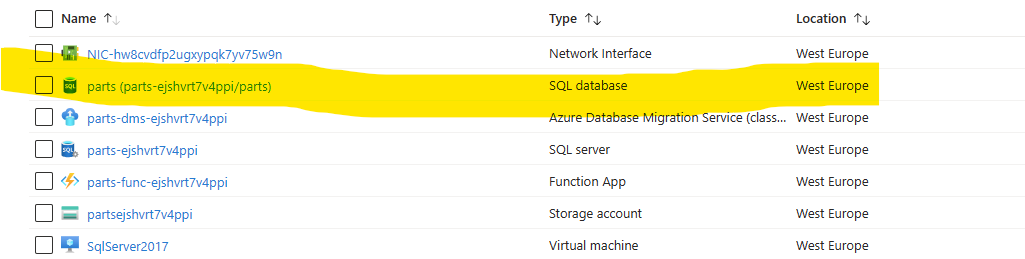 Name Type Location
NIC-hw8cvdfp2ugxypqk7yv75w9n Network Interface West Europe
SQL parts (parts-ejshvrt7v4ppi/parts) SQL database West Europe
parts-dms-ejshvrt7v4ppi Azure Database Migration Service (class... West Europe
SQL parts-ejshvrt7v4ppi SQL server West Europe
parts-func-ejshvrt7v4ppi Function App West Europe
partsejshvrt7v4ppi Storage account West Europe
SqlServer2017 Virtual machine West Europe